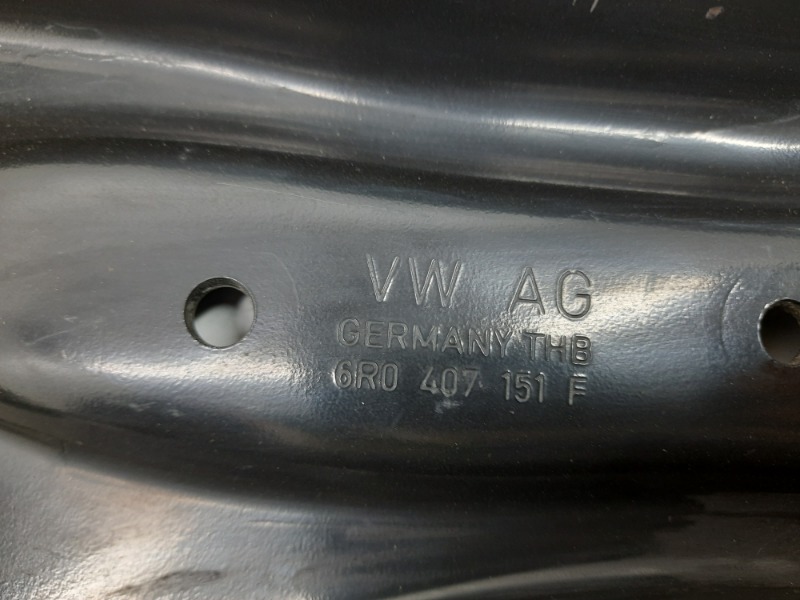 VW AG
GERMANY THB
6R0 407 151 F